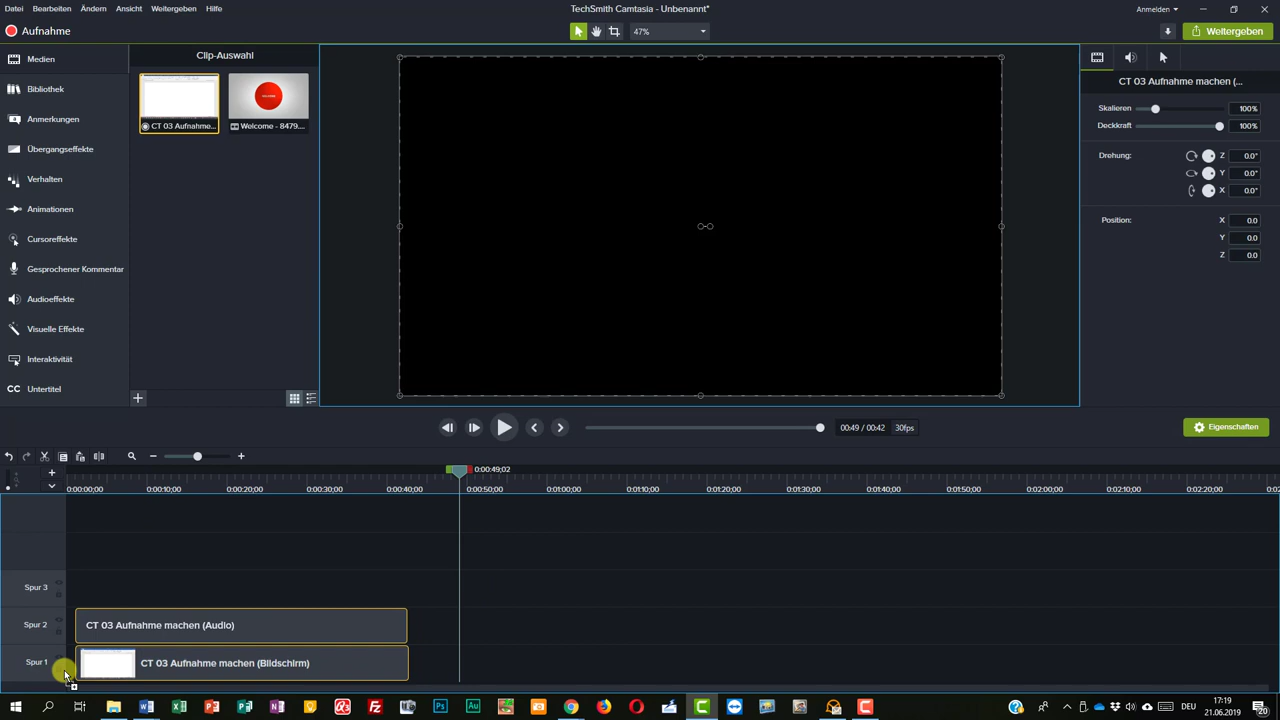 Datei Bearbeiten Ändern Ansicht Weitergeben Hilfe TechSmith Camtasia - Unbenannt* Anmelden
Aufnahme 47% Weitergeben
Medien
Bibliothek
Anmerkungen
Übergangseffekte
Verhalten
Animationen
Cursoreffekte
Gesprochener Kommentar
Audioeffekte
Visuelle Effekte
Interaktivität
CC Untertitel
Clip-Auswahl
CT 03 Aufnahme... Welcome - 8479....
CT 03 Aufnahme machen (...
Skalieren 100%
Deckkraft 100%
Drehung: Z 0.0°
Y 0.0°
X 0.0°
Position: X 0.0
Y 0.0
Z 0.0
00:49 / 00:42 30fps Eigenschaften
0:00:49;02
0:00:00;00 0:00:10;00 0:00:20;00 0:00:30;00 0:00:40;00 0:00:50;00 0:01:00;00 0:01:10;00 0:01:20;00 0:01:30;00 0:01:40;00 0:01:50;00 0:02:00;00 0:02:10;00 0:02:20;00
Spur 3
Spur 2 CT 03 Aufnahme machen (Audio)
Spur 1 CT 03 Aufnahme machen (Bildschirm)
DEU 17:19
21.06.2019